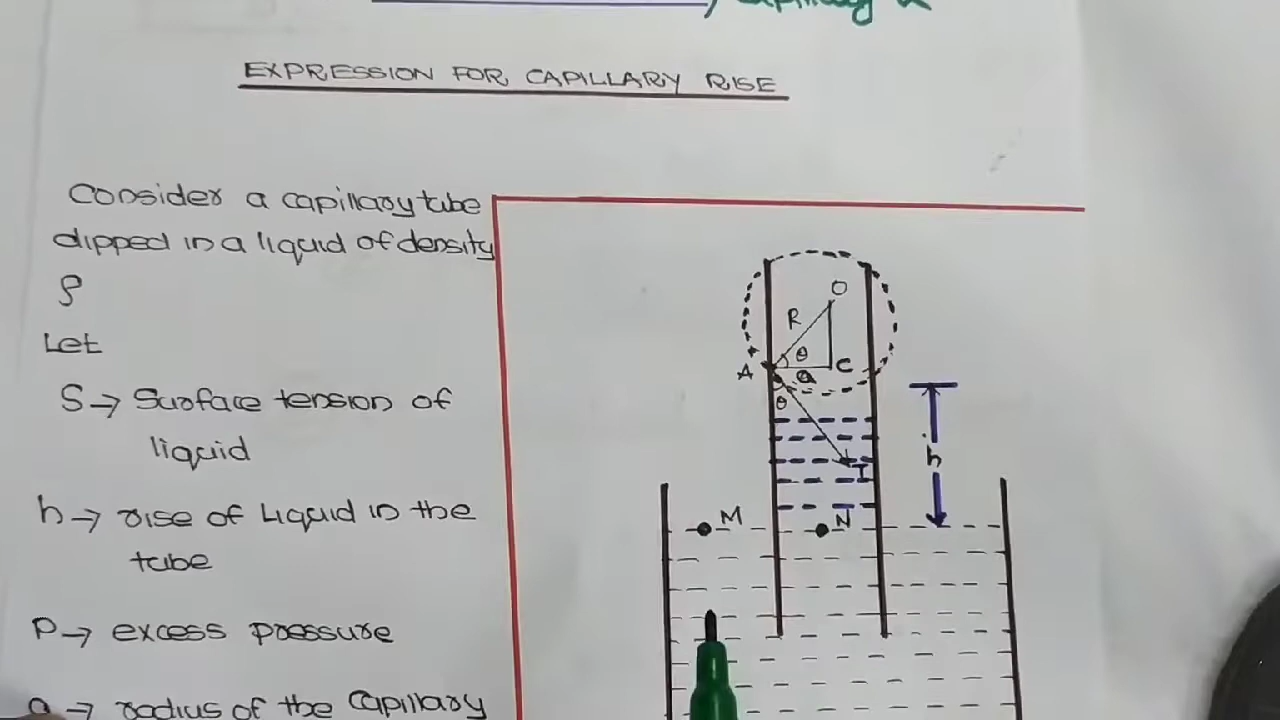 capillary
EXPRESSION FOR CAPILLARY RISE
Consider a capillary tube
dipped in a liquid of density
ρ
Let
S→ Surface tension of
liquid
h→ rise of liquid in the
tube
P→ excess pressure
a→ radius of the capillary
O
R
θ
A
a
C
θ
T
h
M
N